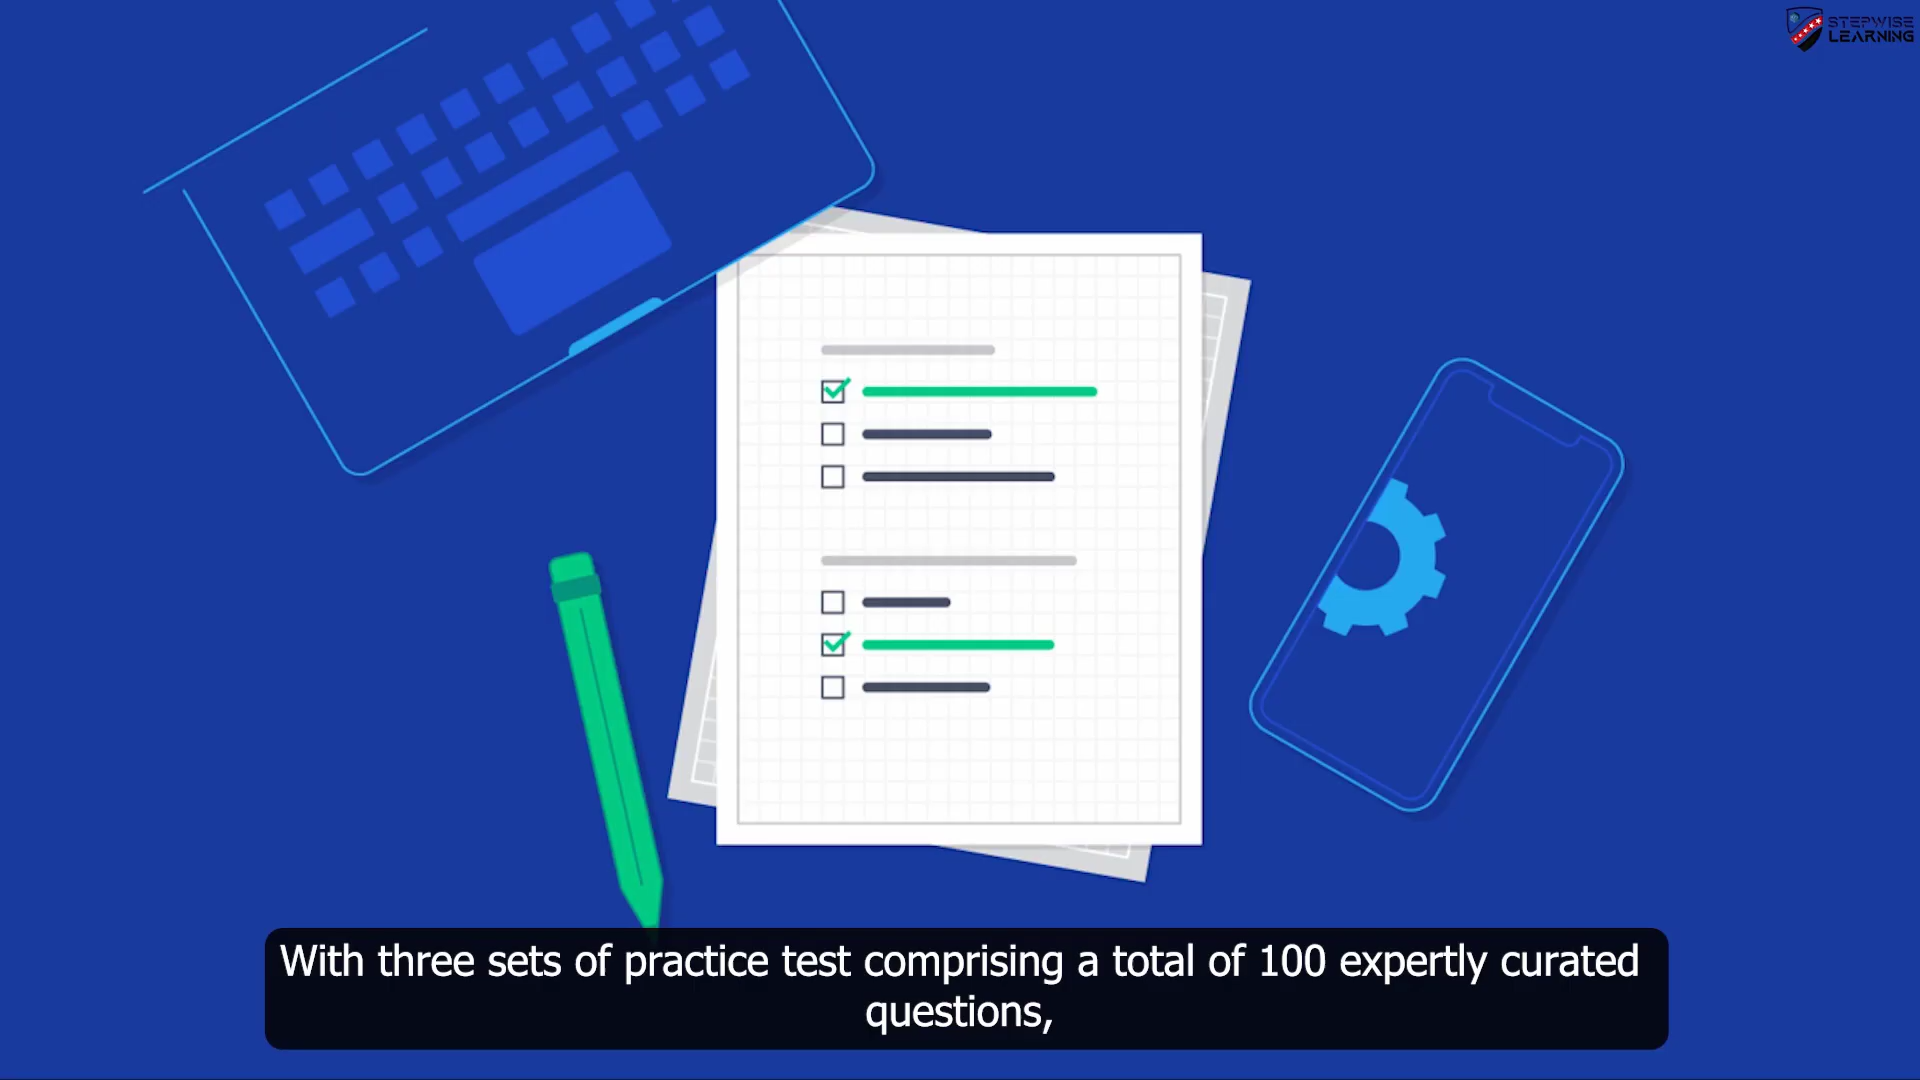 STEPWISE
LEARNING
With three sets of practice test comprising a total of 100 expertly curated
questions,